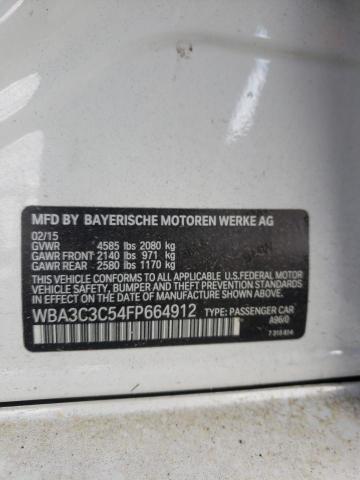 MFD BY BAYERISCHE MOTOREN WERKE AG
02/15
GVWR 4585 lbs 2080 kg
GAWR FRONT 2140 lbs 971 kg
GAWR REAR 2580 lbs 1170 kg
THIS VEHICLE CONFORMS TO ALL APPLICABLE U.S.FEDERAL MOTOR
VEHICLE SAFETY, BUMPER AND THEFT PREVENTION STANDARDS
IN EFFECT ON THE DATE OF MANUFACTURE SHOWN ABOVE.
WBA3C3C54FP664912 TYPE: PASSENGER CAR
A96/0